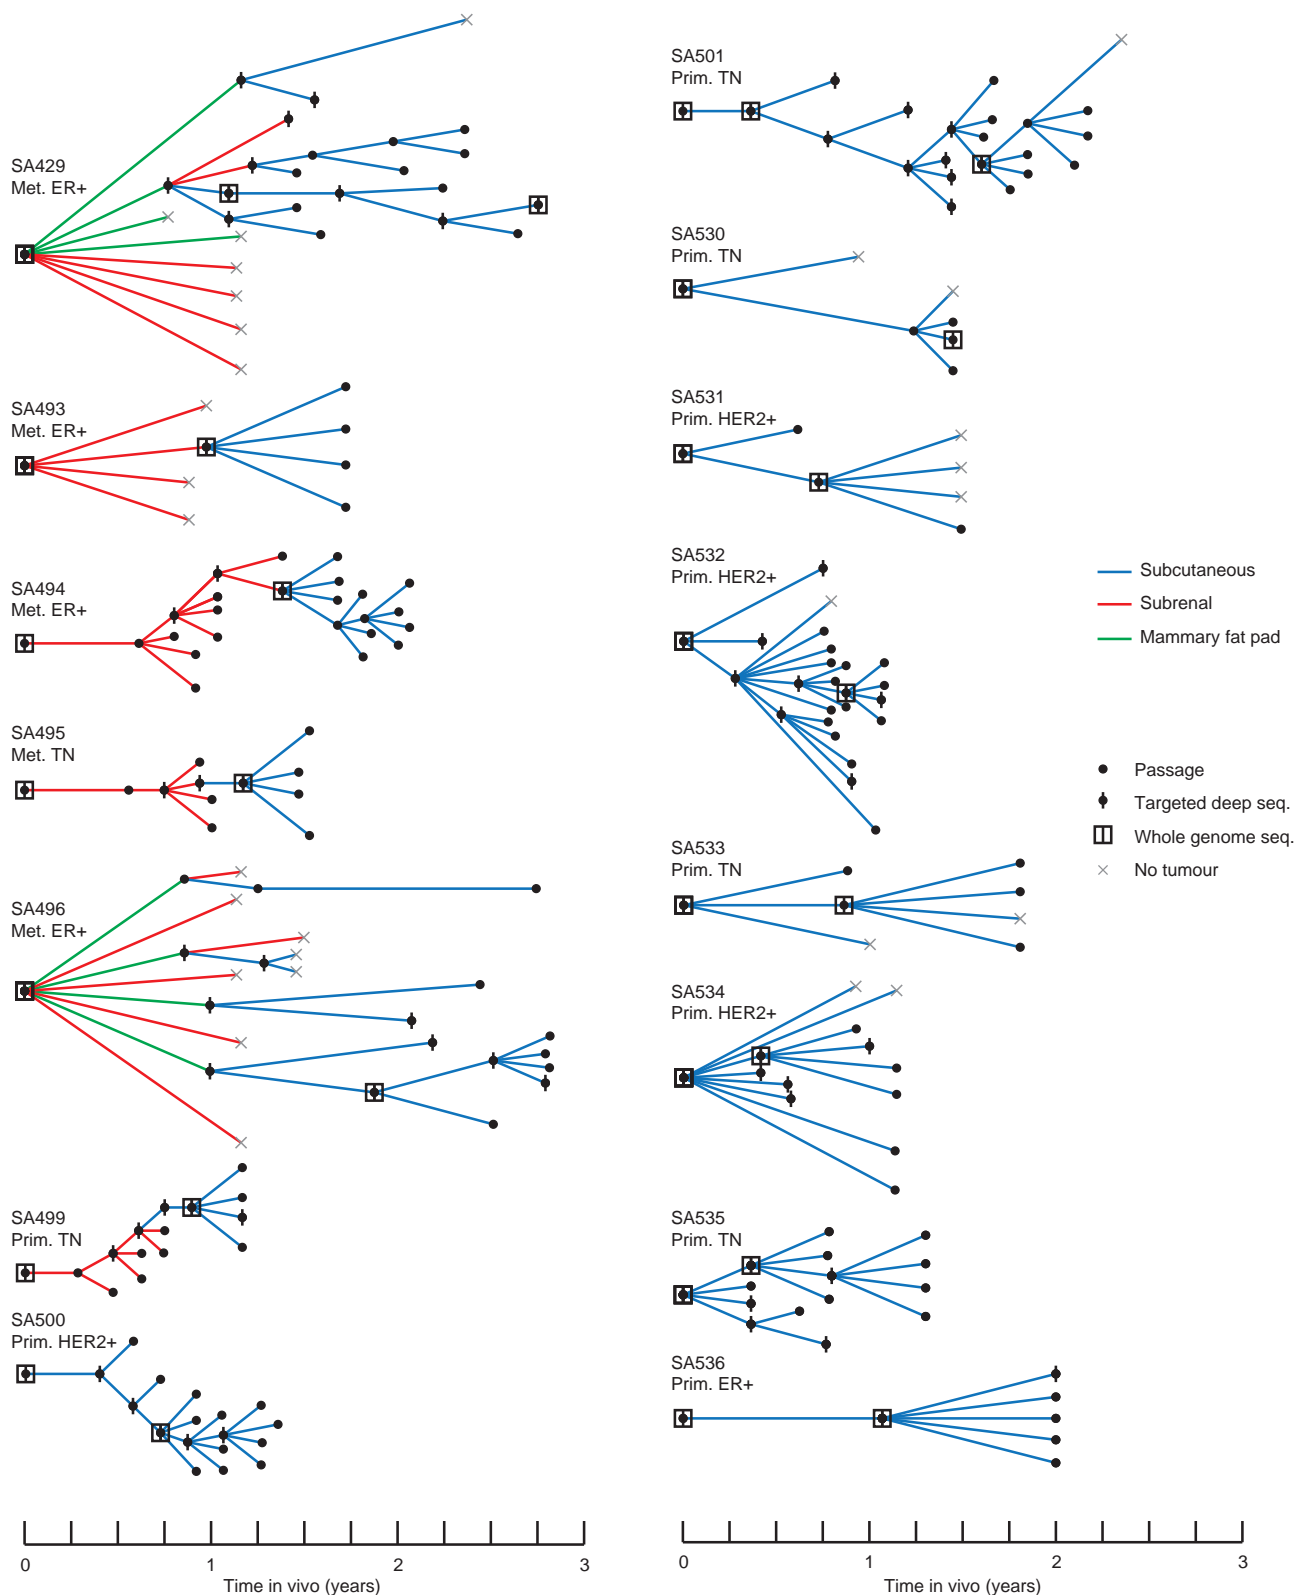 SA429
Met. ER+
SA493
Met. ER+
SA494
Met. ER+
SA495
Met. TN
SA496
Met. ER+
SA499
Prim. TN
SA500
Prim. HER2+
0
1
2
3
Time in vivo (years)
SA501
Prim. TN
SA530
Prim. TN
SA531
Prim. HER2+
SA532
Prim. HER2+
SA533
Prim. TN
SA534
Prim. HER2+
SA535
Prim. TN
SA536
Prim. ER+
0
1
2
3
Time in vivo (years)
Subcutaneous
Subrenal
Mammary fat pad
Passage
Targeted deep seq.
Whole genome seq.
No tumour